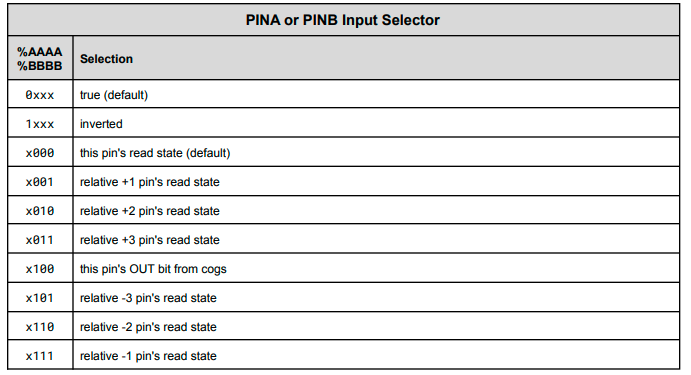 PINA or PINB Input Selector
%AAAA
%BBBB
Selection
0xxx true (default)
1xxx inverted
x000 this pin's read state (default)
x001 relative +1 pin's read state
x010 relative +2 pin's read state
x011 relative +3 pin's read state
x100 this pin's OUT bit from cogs
x101 relative -3 pin's read state
x110 relative -2 pin's read state
x111 relative -1 pin's read state